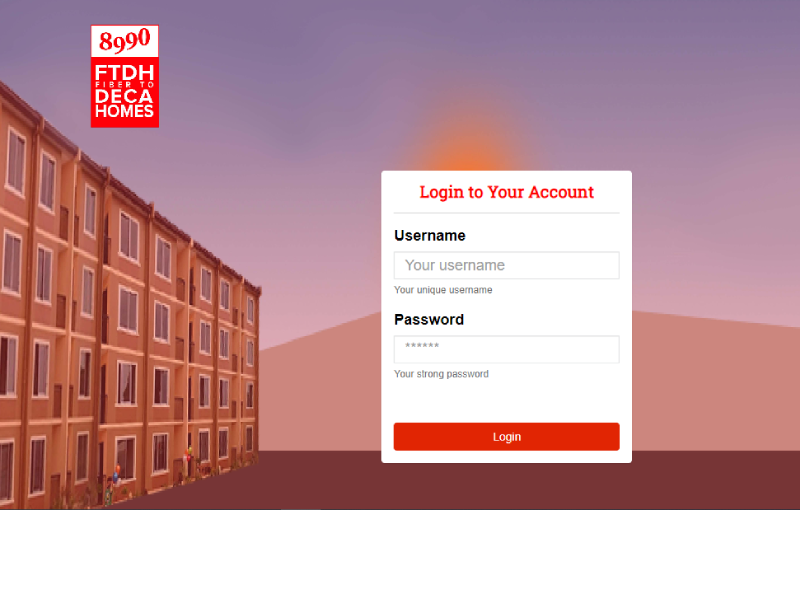 8990
FTDH
FIBER TO
DECA
HOMES
Login to Your Account
Username
Your username
Your unique username
Password
******
Your strong password
Login